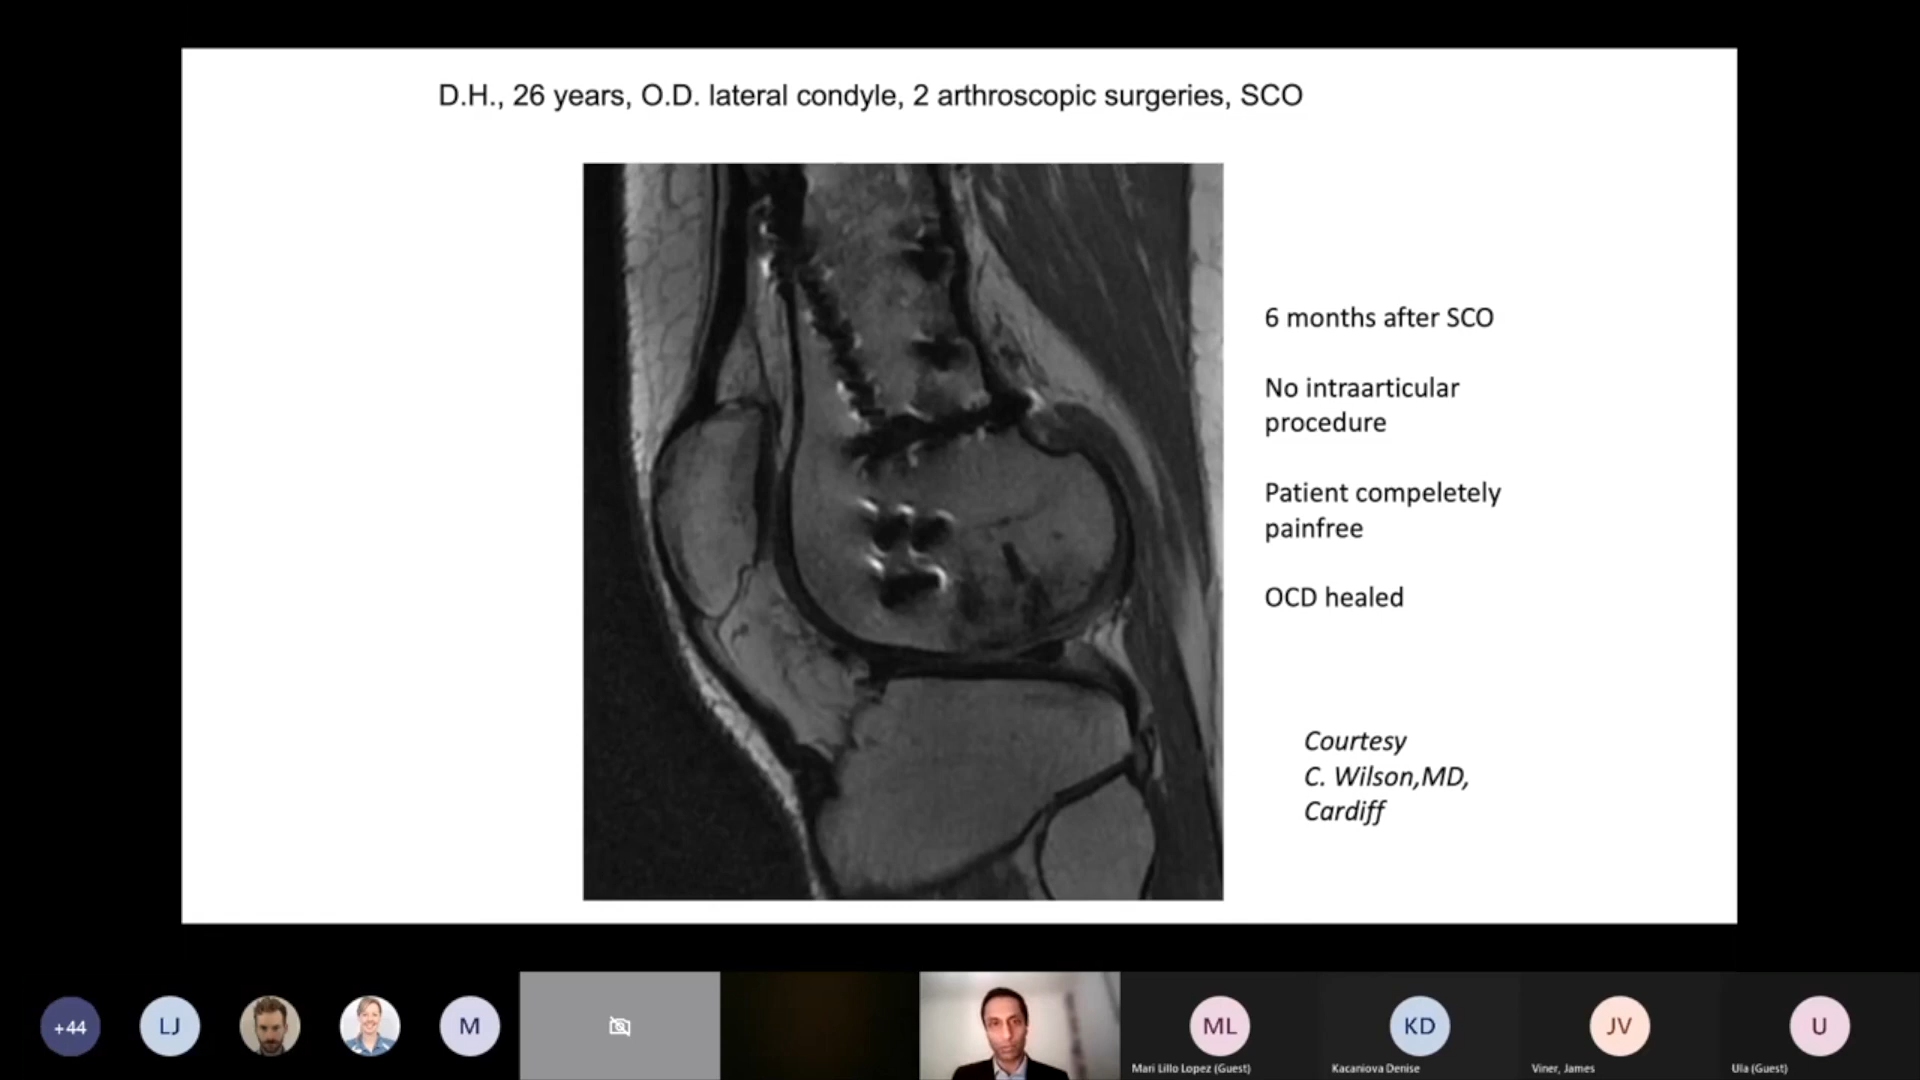 D.H., 26 years, O.D. lateral condyle, 2 arthroscopic surgeries, SCO
6 months after SCO
No intraarticular
procedure
Patient compeletely
painfree
OCD healed
Courtesy
C. Wilson,MD,
Cardiff
+44
LJ
M
ML
KD
JV
U
Mari Lillo Lopez (Guest)
Kacaniova Denise
Viner, James
Ula (Guest)